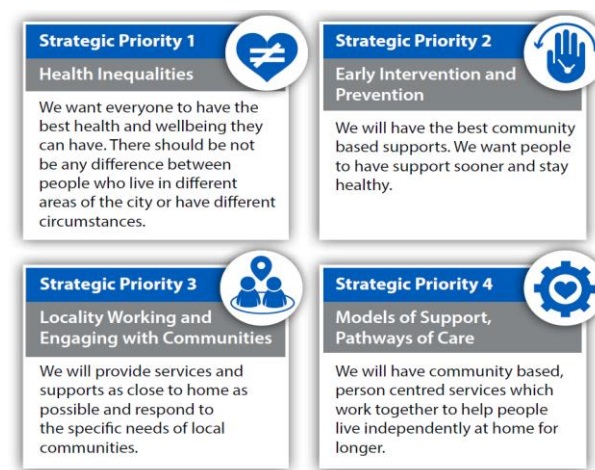 Strategic Priority 1
Health Inequalities
We want everyone to have the
best health and wellbeing they
can have. There should be not
be any difference between
people who live in different
areas of the city or have different
circumstances.
Strategic Priority 2
Early Intervention and
Prevention
We will have the best community
based supports. We want people
to have support sooner and stay
healthy.
Strategic Priority 3
Locality Working and
Engaging with Communities
We will provide services and
supports as close to home as
possible and respond to
the specific needs of local
communities.
Strategic Priority 4
Models of Support,
Pathways of Care
We will have community based,
person centred services which
work together to help people
live independently at home for
longer.